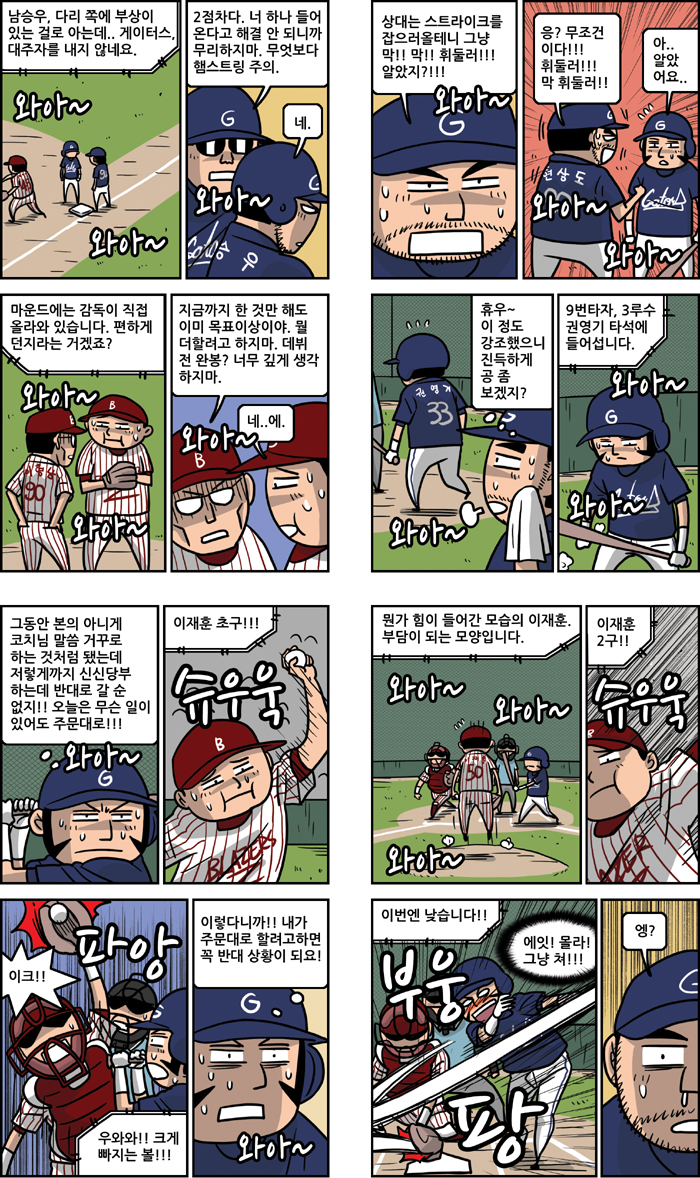 남승우, 다리 쪽에 부상이
있는 걸로 아는데.. 게이터스,
대주자를 내지 않네요.
와아~
와아~
2점차다. 너 하나 들어
온다고 해결 안 되니까
무리하지마. 무엇보다
햄스트링 주의.
네.
G
와아~
승우
상대는 스트라이크를
잡으러올테니 그냥
막!! 막!! 휘둘러!!!
알았지?!!!
와아~
G
응? 무조건
이다!!!
휘둘러!!!
막 휘둘러!!
아..
알았
어요..
현상도
와아~
와아~
마운드에는 감독이 직접
올라와 있습니다. 편하게
던지라는 거겠죠?
와아~
B
90
와아~
지금까지 한 것만 해도
이미 목표이상이야. 뭘
더할려고 하지마. 데뷔
전 완봉? 너무 깊게 생각
하지마.
와아~
네..에.
B
권영기
33
휴우~
이 정도
강조했으니
진득하게
공 좀
보겠지?
와아~
9번타자, 3루수
권영기 타석에
들어섭니다.
와아~
G
와아~
그동안 본의 아니게
코치님 말씀 거꾸로
하는 것처럼 됐는데
저렇게까지 신신당부
하는데 반대로 갈 순
없지!! 오늘은 무슨 일이
있어도 주문대로!!!
와아~
G
이재훈 초구!!!
슈우욱
B
BLAZERS
뭔가 힘이 들어간 모습의 이재훈.
부담이 되는 모양입니다.
와아~
와아~
50
와아~
이재훈
2구!!
슈우욱
B
이크!!
파앙
우와와!! 크게
빠지는 볼!!!
이렇다니까!! 내가
주문대로 할려고하면
꼭 반대 상황이 되요!
G
와아~
이번엔 낮습니다!!
에잇! 몰라!
그냥 쳐!!!
부웅
팡
엥?
G